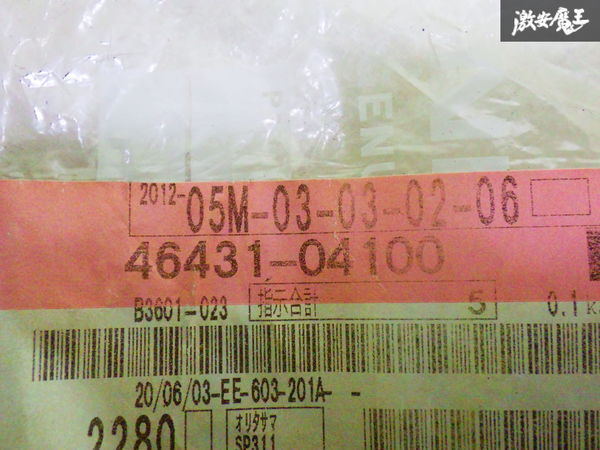 激安魔王
2012-05M-03-03-02-06
46431-04100
B3601-023 指示合計 5 0.1
20/06/03-EE-603-201A- -
2280 オリタサマ
SP311